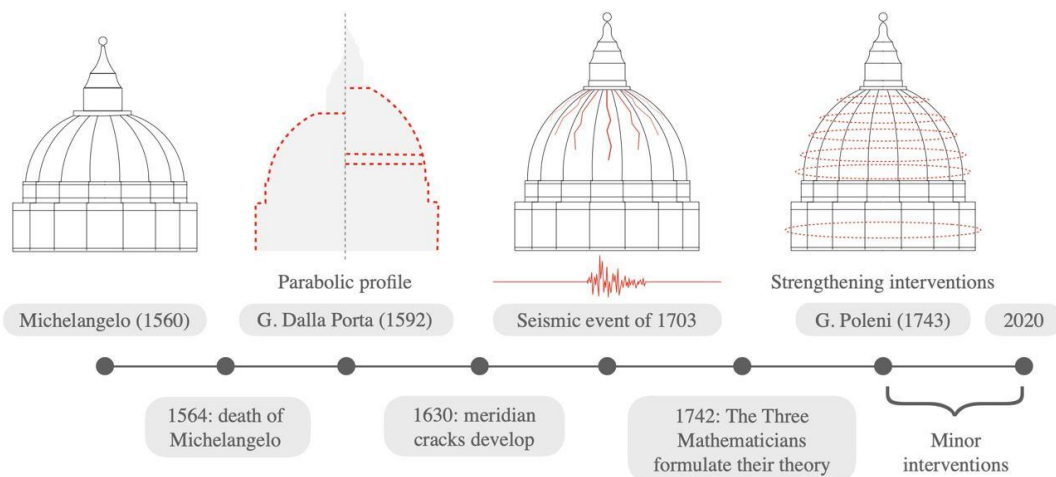 Parabolic profile
Strengthening interventions
Michelangelo (1560)
G. Dalla Porta (1592)
Seismic event of 1703
G. Poleni (1743)
2020
1564: death of
Michelangelo
1630: meridian
cracks develop
1742: The Three
Mathematicians
formulate their theory
Minor
interventions